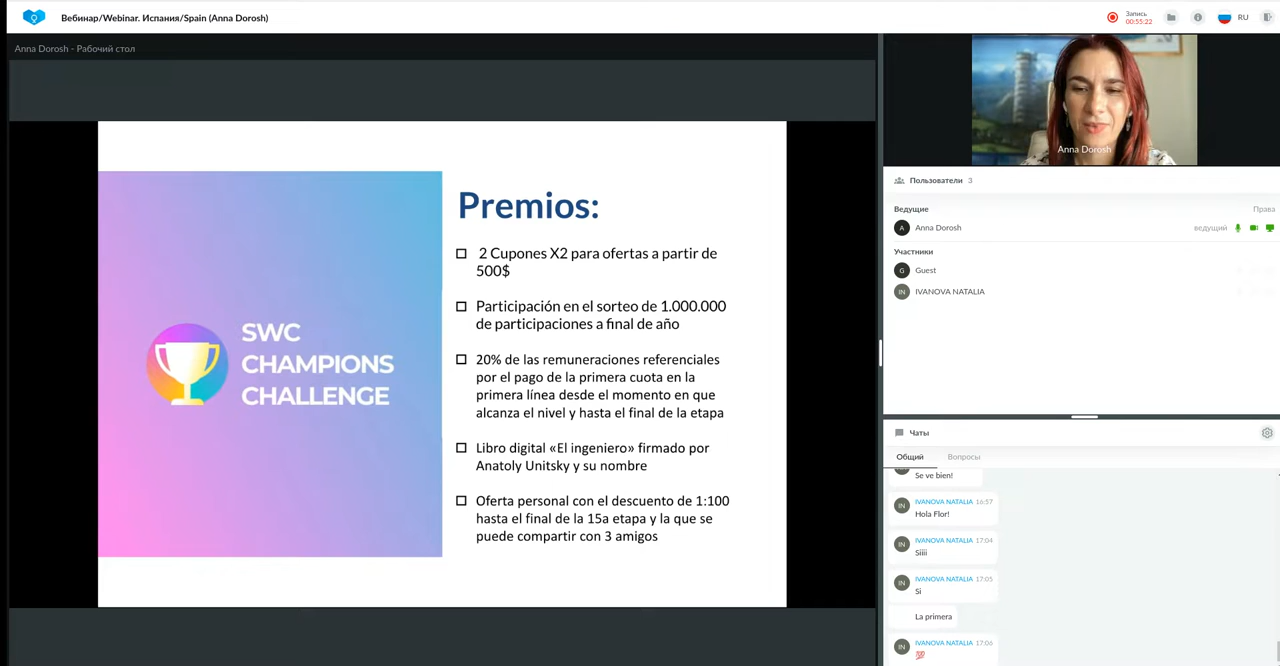 Вебинар/Webinar. Испания/Spain (Anna Dorosh)
Запись
00:55:22
RU
Anna Dorosh - Рабочий стол
SWC
CHAMPIONS
CHALLENGE
Premios:
2 Cupones X2 para ofertas a partir de
500$
Participación en el sorteo de 1.000.000
de participaciones a final de año
20% de las remuneraciones referenciales
por el pago de la primera cuota en la
primera línea desde el momento en que
alcanza el nivel y hasta el final de la etapa
Libro digital «El ingeniero» firmado por
Anatoly Unitsky y su nombre
Oferta personal con el descuento de 1:100
hasta el final de la 15a etapa y la que se
puede compartir con 3 amigos
Anna Dorosh
Пользователи 3
Ведущие Права
A Anna Dorosh ведущий
Участники
G Guest
IN IVANOVA NATALIA
Чаты
Общий Вопросы
Se ve bien!
IVANOVA NATALIA 16:57
IN Hola Flor!
IVANOVA NATALIA 17:04
IN Siiii
IVANOVA NATALIA 17:05
IN Si
La primera
IVANOVA NATALIA 17:06
IN 💯